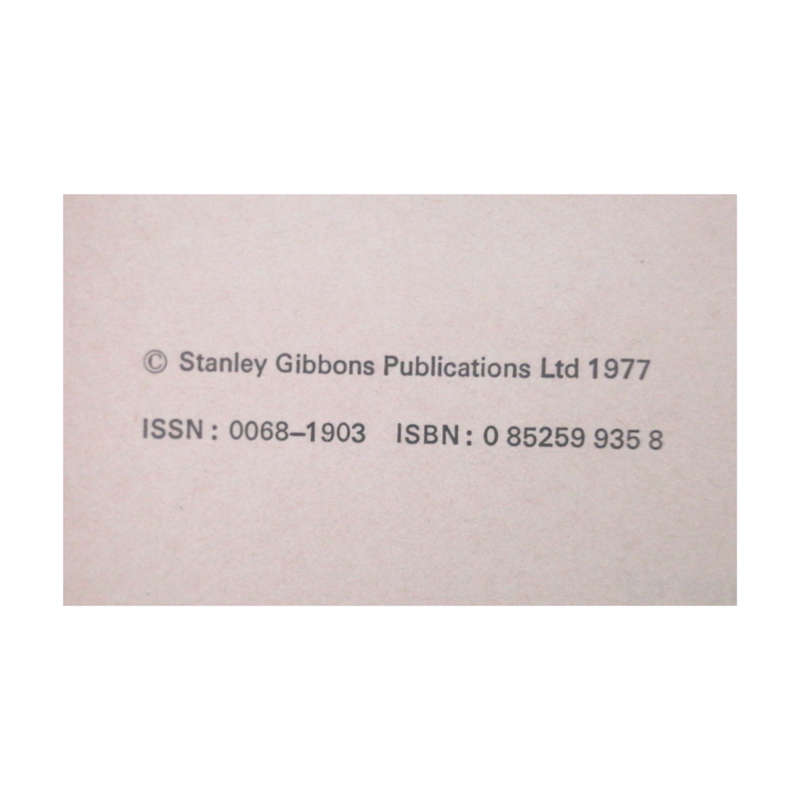 © Stanley Gibbons Publications Ltd 1977
ISSN: 0068–1903 ISBN: 0 85259 935 8